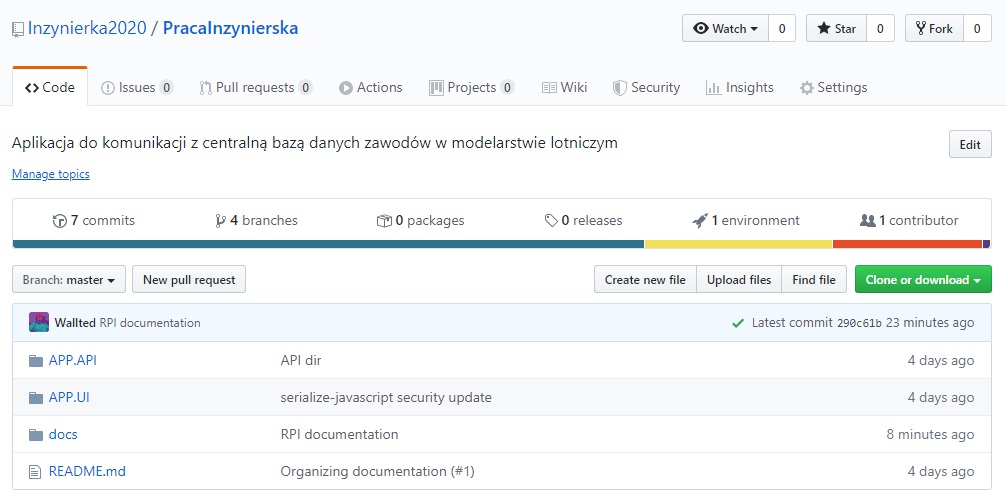 Inzynierka2020 / PracaInzynierska Watch 0 Star 0 Fork 0
Code Issues 0 Pull requests 0 Actions Projects 0 Wiki Security Insights Settings
Aplikacja do komunikacji z centralną bazą danych zawodów w modelarstwie lotniczym Edit
Manage topics
7 commits 4 branches 0 packages 0 releases 1 environment 1 contributor
Branch: master New pull request Create new file Upload files Find file Clone or download
Wallted RPI documentation Latest commit 290c61b 23 minutes ago
APP.API API dir 4 days ago
APP.UI serialize-javascript security update 4 days ago
docs RPI documentation 8 minutes ago
README.md Organizing documentation (#1) 4 days ago